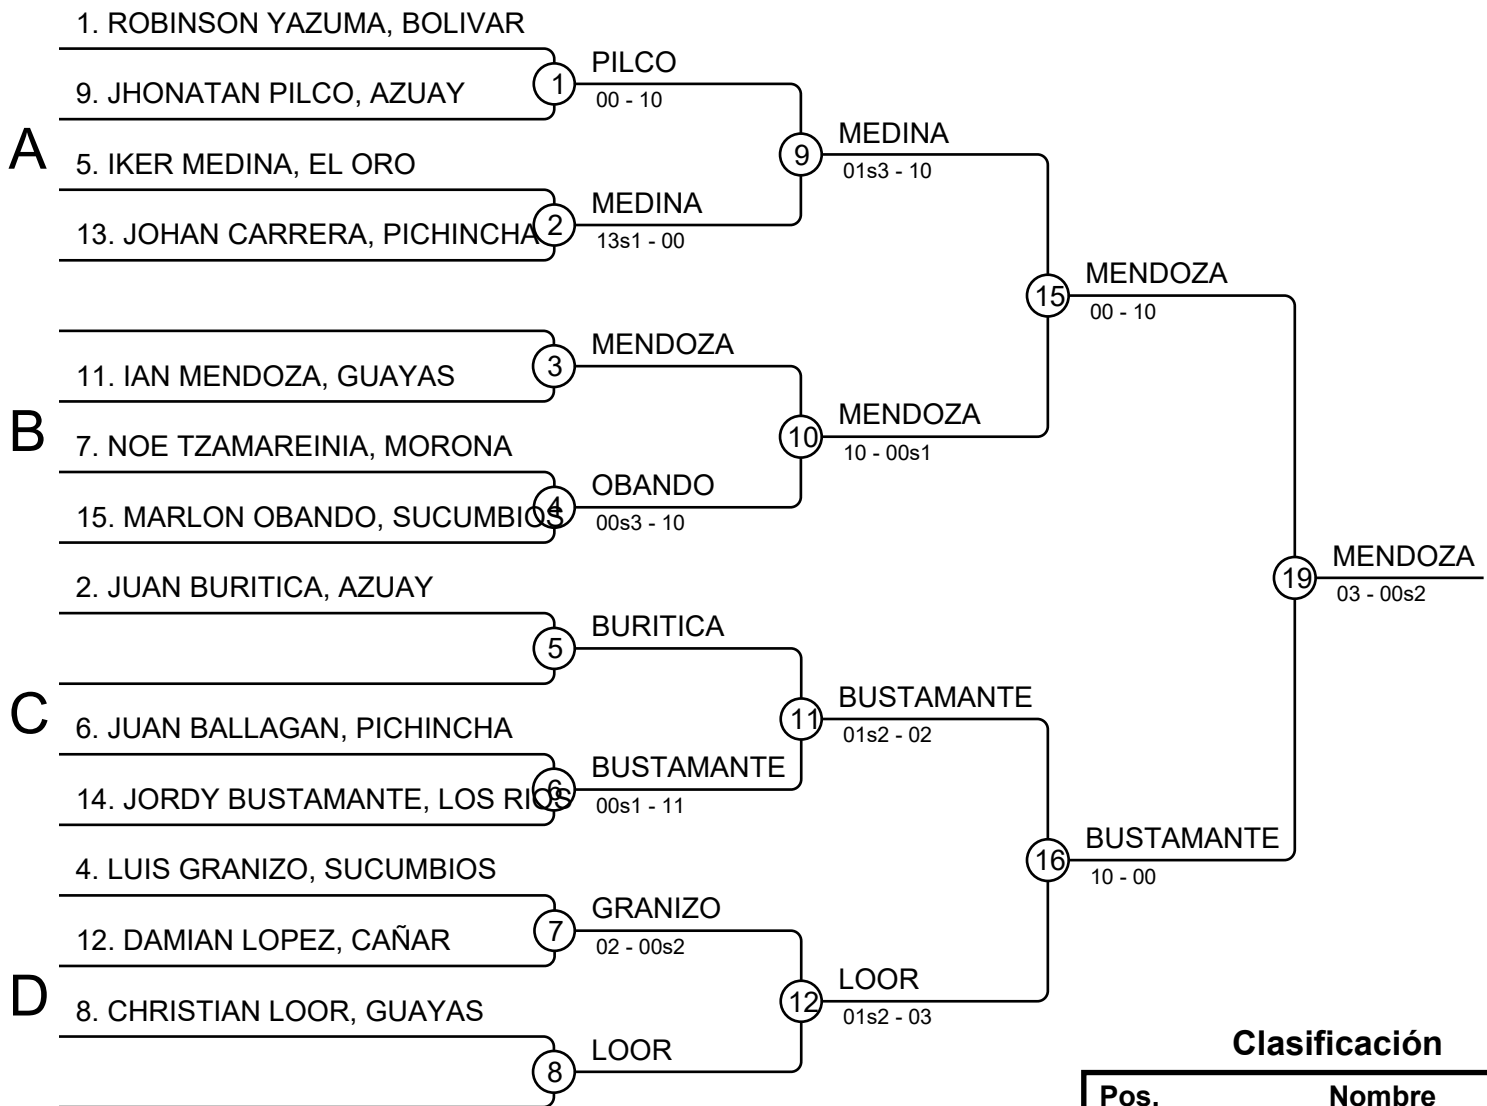 1. ROBINSON YAZUMA, BOLIVAR
PILCO
1
9. JHONATAN PILCO, AZUAY
00 - 10
MEDINA
A
9
5. IKER MEDINA, EL ORO
01s3 - 10
MEDINA
2
13. JOHAN CARRERA, PICHINCHA
13s1 - 00
MENDOZA
15
00 - 10
MENDOZA
3
11. IAN MENDOZA, GUAYAS
MENDOZA
B
10
7. NOE TZAMAREINIA, MORONA
10 - 00s1
OBANDO
4
15. MARLON OBANDO, SUCUMBIOS
00s3 - 10
MENDOZA
19
03 - 00s2
2. JUAN BURITICA, AZUAY
BURITICA
5
BUSTAMANTE
C
11
6. JUAN BALLAGAN, PICHINCHA
01s2 - 02
BUSTAMANTE
6
14. JORDY BUSTAMANTE, LOS RIOS
00s1 - 11
BUSTAMANTE
16
10 - 00
4. LUIS GRANIZO, SUCUMBIOS
GRANIZO
7
12. DAMIAN LOPEZ, CAÑAR
02 - 00s2
LOOR
D
12
8. CHRISTIAN LOOR, GUAYAS
01s2 - 03
LOOR
8
Clasificación
Pos. Nombre